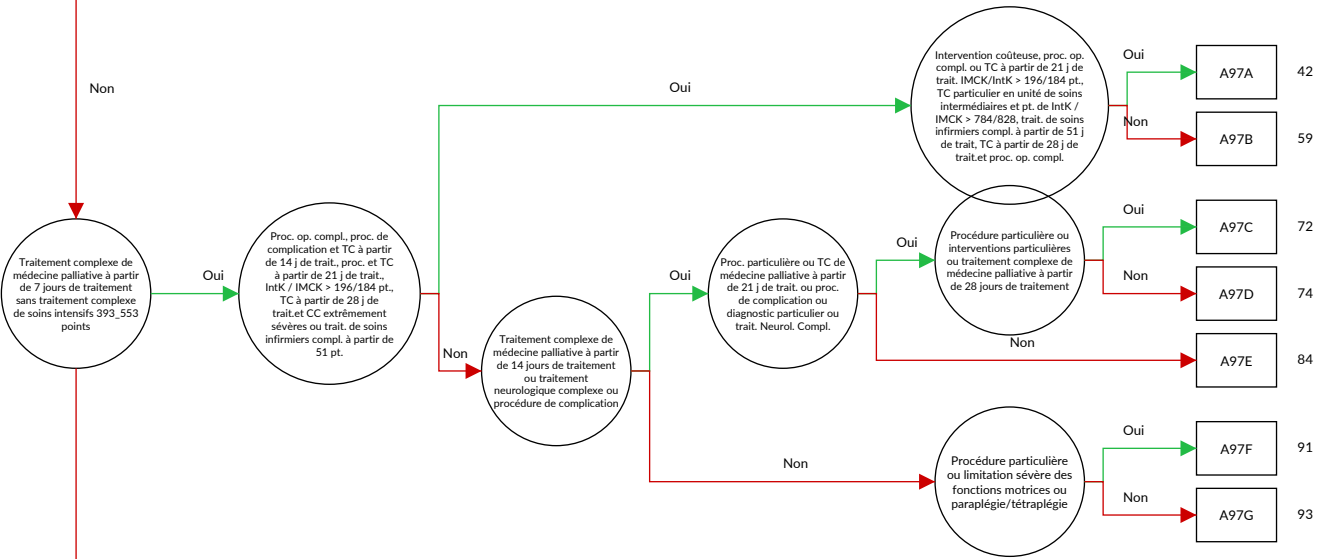 Non
Traitement complexe de
médecine palliative à partir
de 7 jours de traitement
sans traitement complexe
de soins intensifs 393_553
points
Oui
Proc. op. compl., proc. de
complication et TC à partir
de 14 j de trait., proc. et TC
à partir de 21 j de trait.,
IntK / IMCK > 196/184 pt.,
TC à partir de 28 j de
trait.et CC extrêmement
sévères ou trait. de soins
infirmiers compl. à partir de
51 pt.
Oui
Intervention coûteuse, proc. op.
compl. ou TC à partir de 21 j de
trait. IMCK/IntK > 196/184 pt.,
TC particulier en unité de soins
intermédiaires et pt. de IntK /
IMCK > 784/828, trait. de soins
infirmiers compl. à partir de 51 j
de trait, TC à partir de 28 j de
trait.et proc. op. compl.
Oui
A97A
42
Non
A97B
59
Non
Traitement complexe de
médecine palliative à partir
de 14 jours de traitement
ou traitement
neurologique complexe ou
procédure de complication
Oui
Proc. particulière ou TC de
médecine palliative à partir
de 21 j de trait. ou proc.
de complication ou
diagnostic particulier ou
trait. Neurol. Compl.
Oui
Procédure particulière ou
interventions particulières
ou traitement complexe de
médecine palliative à partir
de 28 jours de traitement
Oui
A97C
72
Non
A97D
74
Non
A97E
84
Non
Procédure particulière
ou limitation sévère des
fonctions motrices ou
paraplégie/tétraplégie
Oui
A97F
91
Non
A97G
93